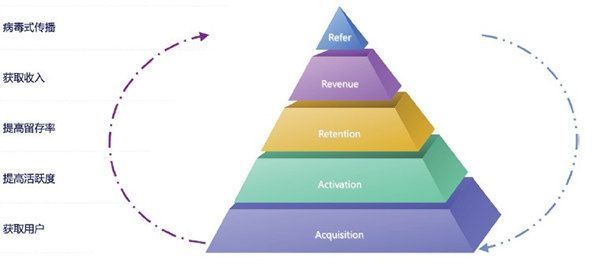 病毒式传播
Refer
获取收入
Revenue
提高留存率
Retention
提高活跃度
Activation
获取用户
Acquisition